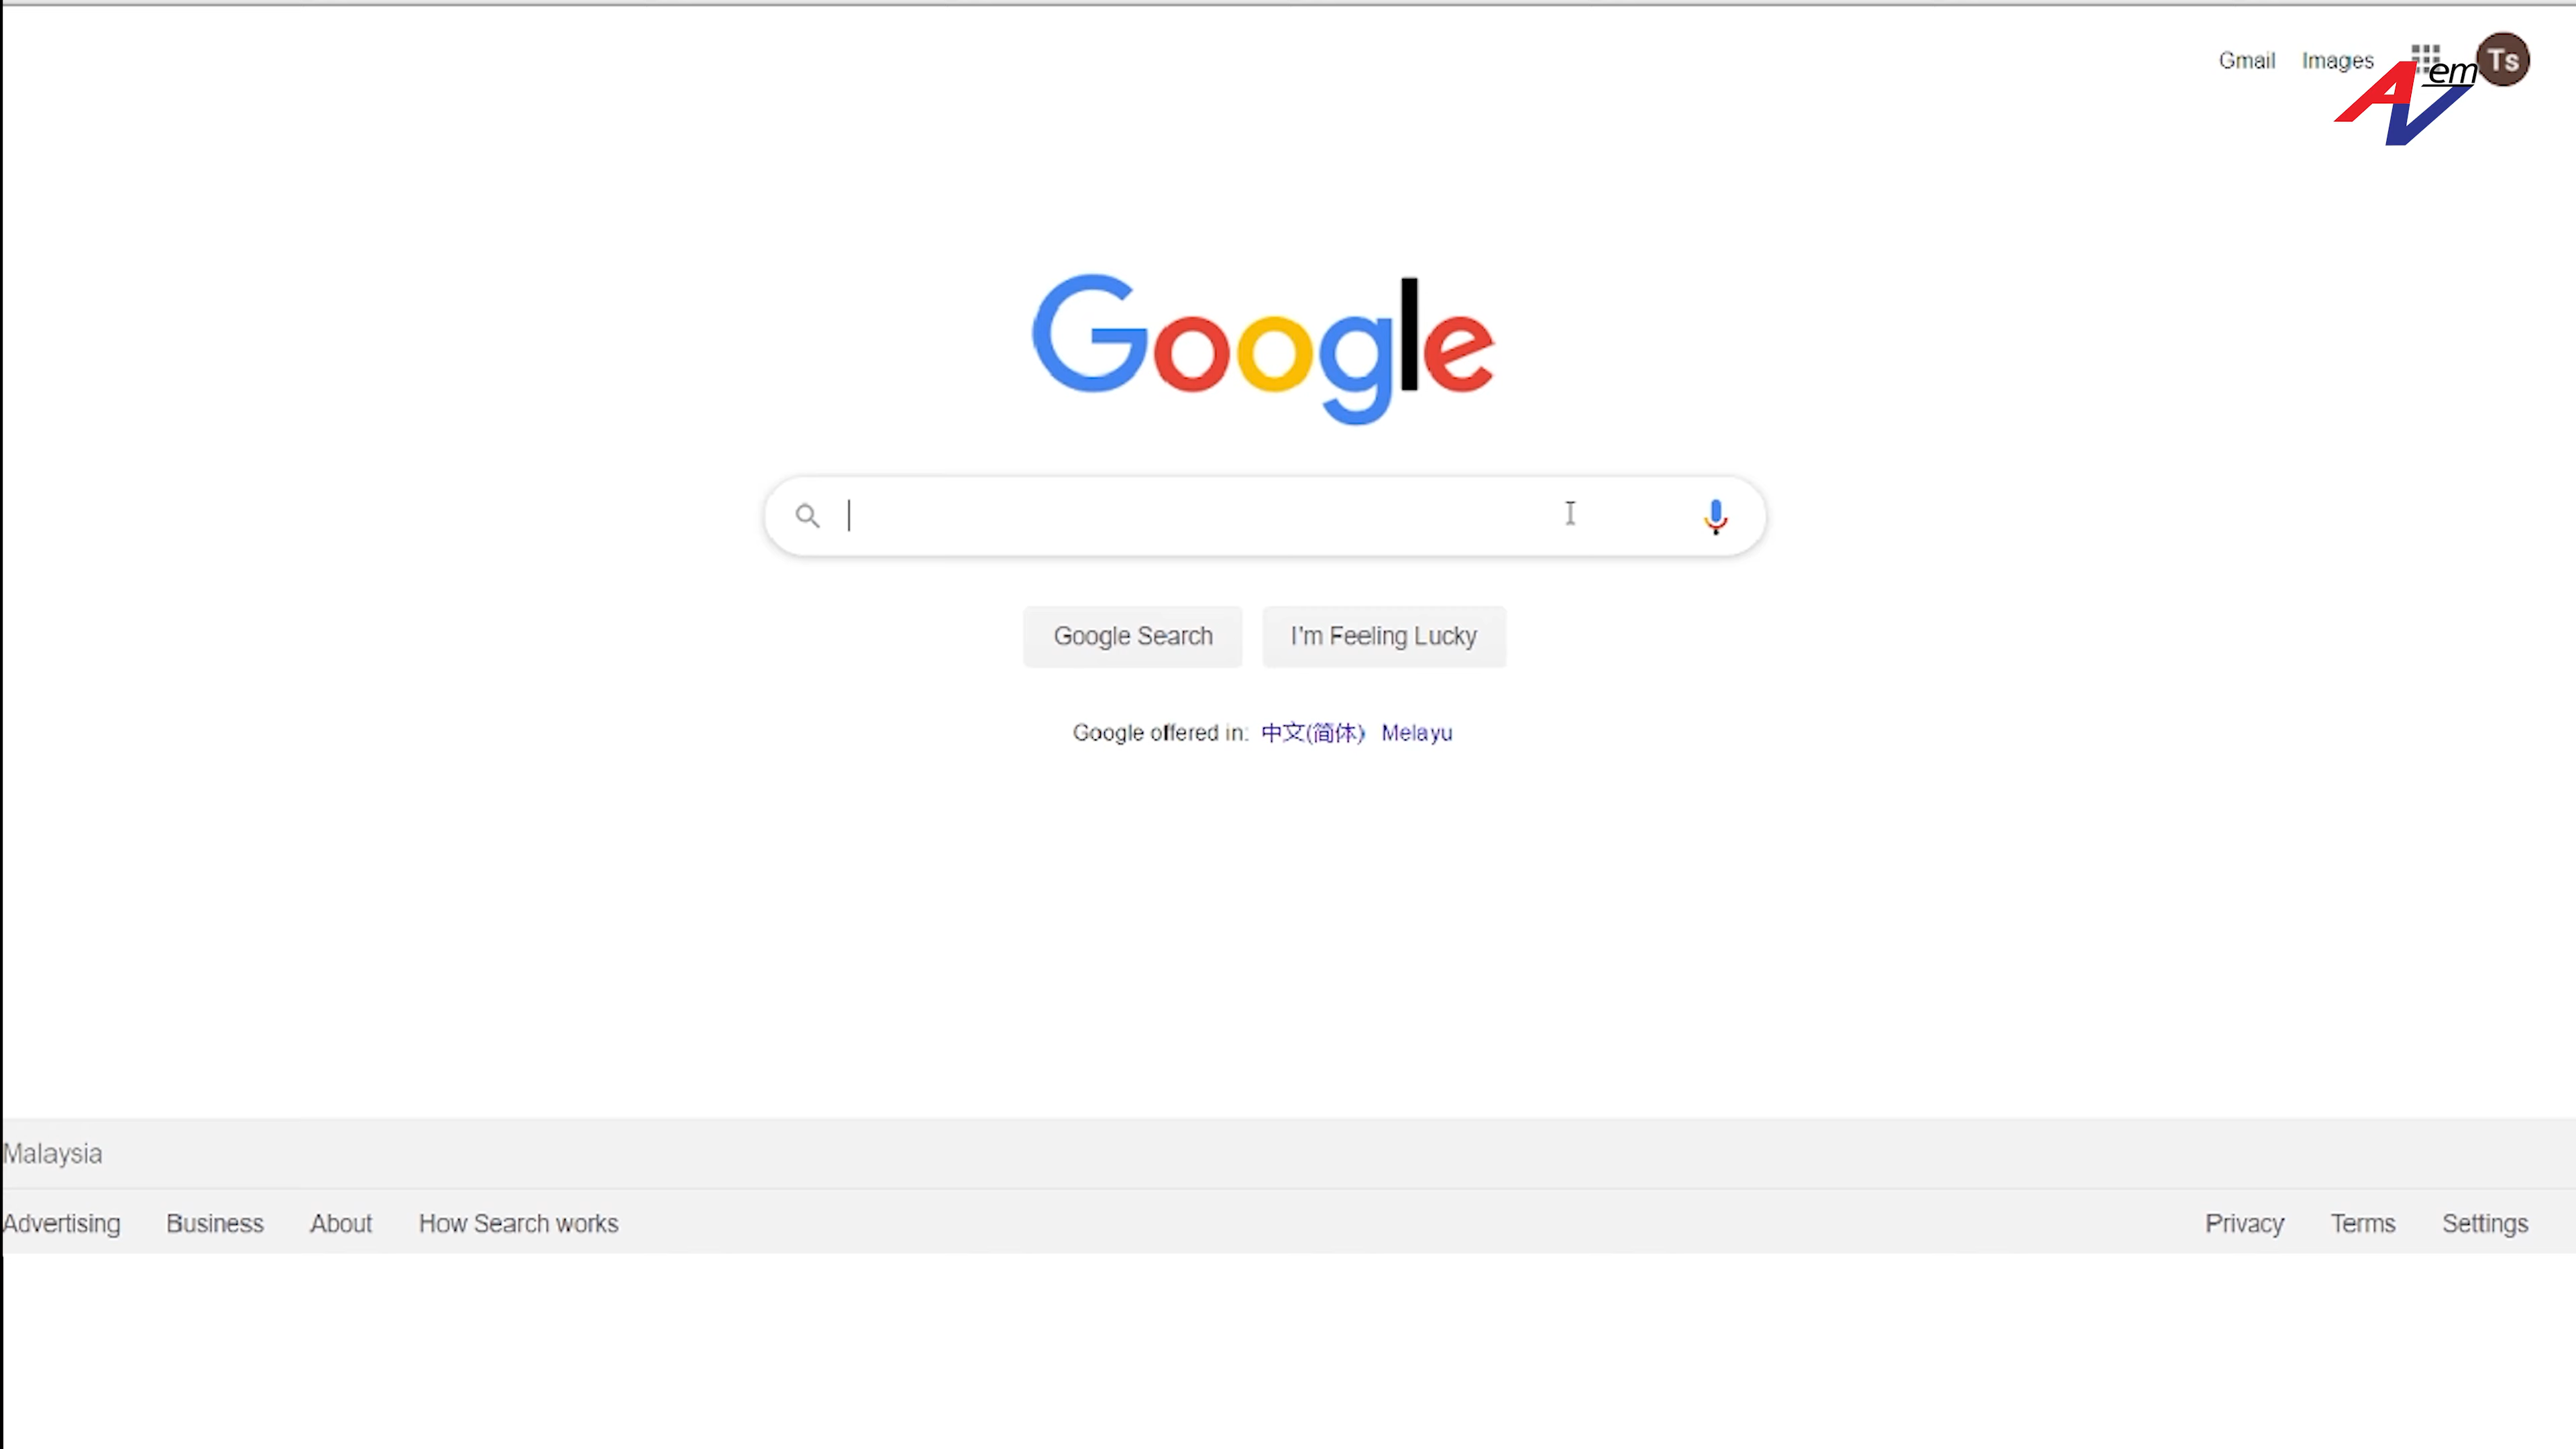 Gmail Images Ts
AV em
Google
Google Search I'm Feeling Lucky
Google offered in: 中文(简体) Melayu
Malaysia
Advertising Business About How Search works Privacy Terms Settings